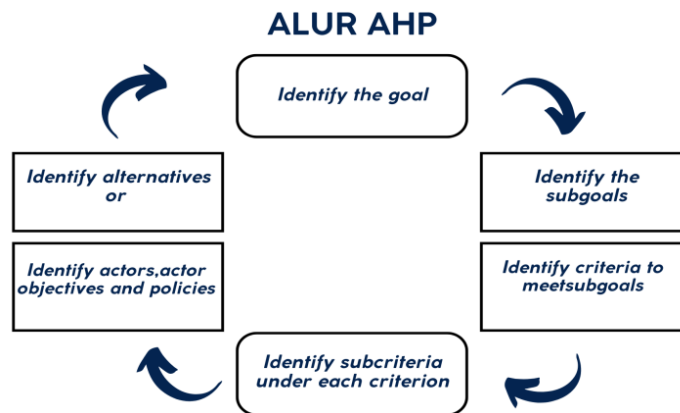 ALUR AHP
Identify the goal
Identify the
subgoals
Identify criteria to
meetsubgoals
Identify subcriteria
under each criterion
Identify actors,actor
objectives and policies
Identify alternatives
or